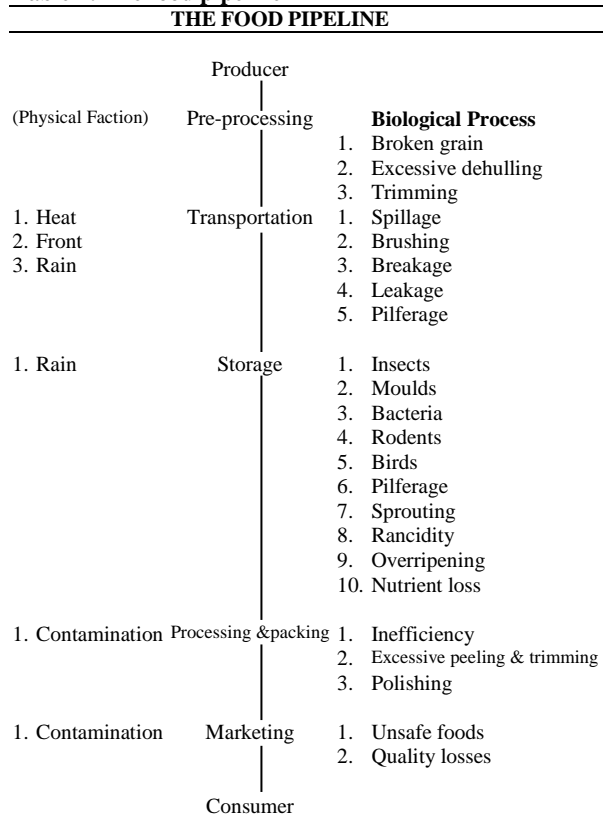 THE FOOD PIPELINE
Producer
(Physical Faction) Pre-processing Biological Process
1. Broken grain
2. Excessive dehulling
3. Trimming
1. Heat Transportation 1. Spillage
2. Front 2. Brushing
3. Rain 3. Breakage
4. Leakage
5. Pilferage
1. Rain Storage 1. Insects
2. Moulds
3. Bacteria
4. Rodents
5. Birds
6. Pilferage
7. Sprouting
8. Rancidity
9. Overripening
10. Nutrient loss
1. Contamination Processing &packing 1. Inefficiency
2. Excessive peeling & trimming
3. Polishing
1. Contamination Marketing 1. Unsafe foods
2. Quality losses
Consumer